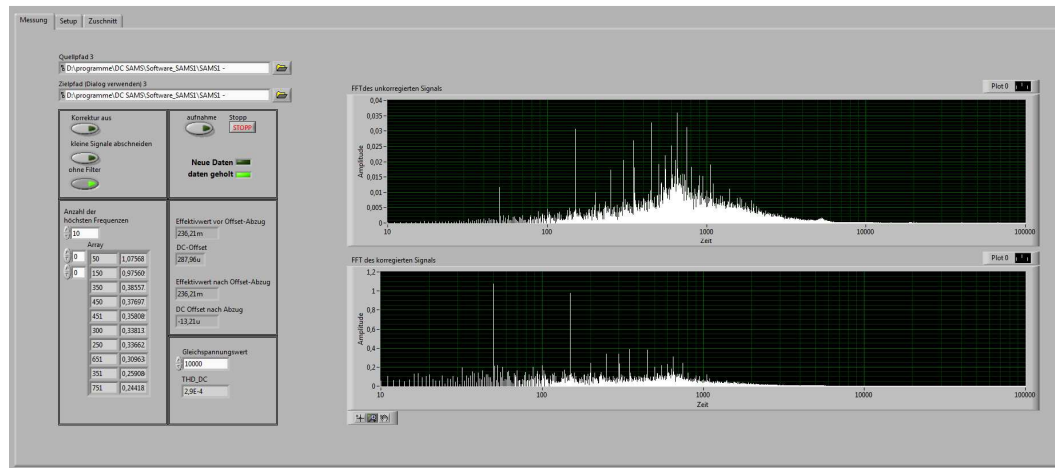 Messung Setup Zuschnitt
Quellpfad 3
D:\programme\DC SAMS\Software_SAMS1\SAMS1 -
Zielpfad (Dialog verwenden) 3
D:\programme\DC SAMS\Software_SAMS1\SAMS1 -
Korrektur aus
kleine Signale abschneiden
ohne Filter
aufnahme Stopp
STOPP
Neue Daten
daten geholt
Anzahl der
höchsten Frequenzen
10
Array
0
0
50 1,07568
150 0,97560
350 0,38557
450 0,37697
451 0,35808
300 0,33813
250 0,33662
651 0,30963
351 0,25908
751 0,24418
Effektivwert vor Offset-Abzug
236,21m
DC-Offset
287,96u
Effektivwert nach Offset-Abzug
236,21m
DC Offset nach Abzug
-13,21u
Gleichspannungswert
10000
THD_DC
2,9E-4
FFT des unkorregierten Signals
Plot 0
Amplitude
0,04
0,035
0,03
0,025
0,02
0,015
0,01
0,005
0
10 100 1000 10000 100000
Zeit
FFT des korregierten Signals
Plot 0
Amplitude
1,2
1
0,8
0,6
0,4
0,2
0
10 100 1000 10000 100000
Zeit